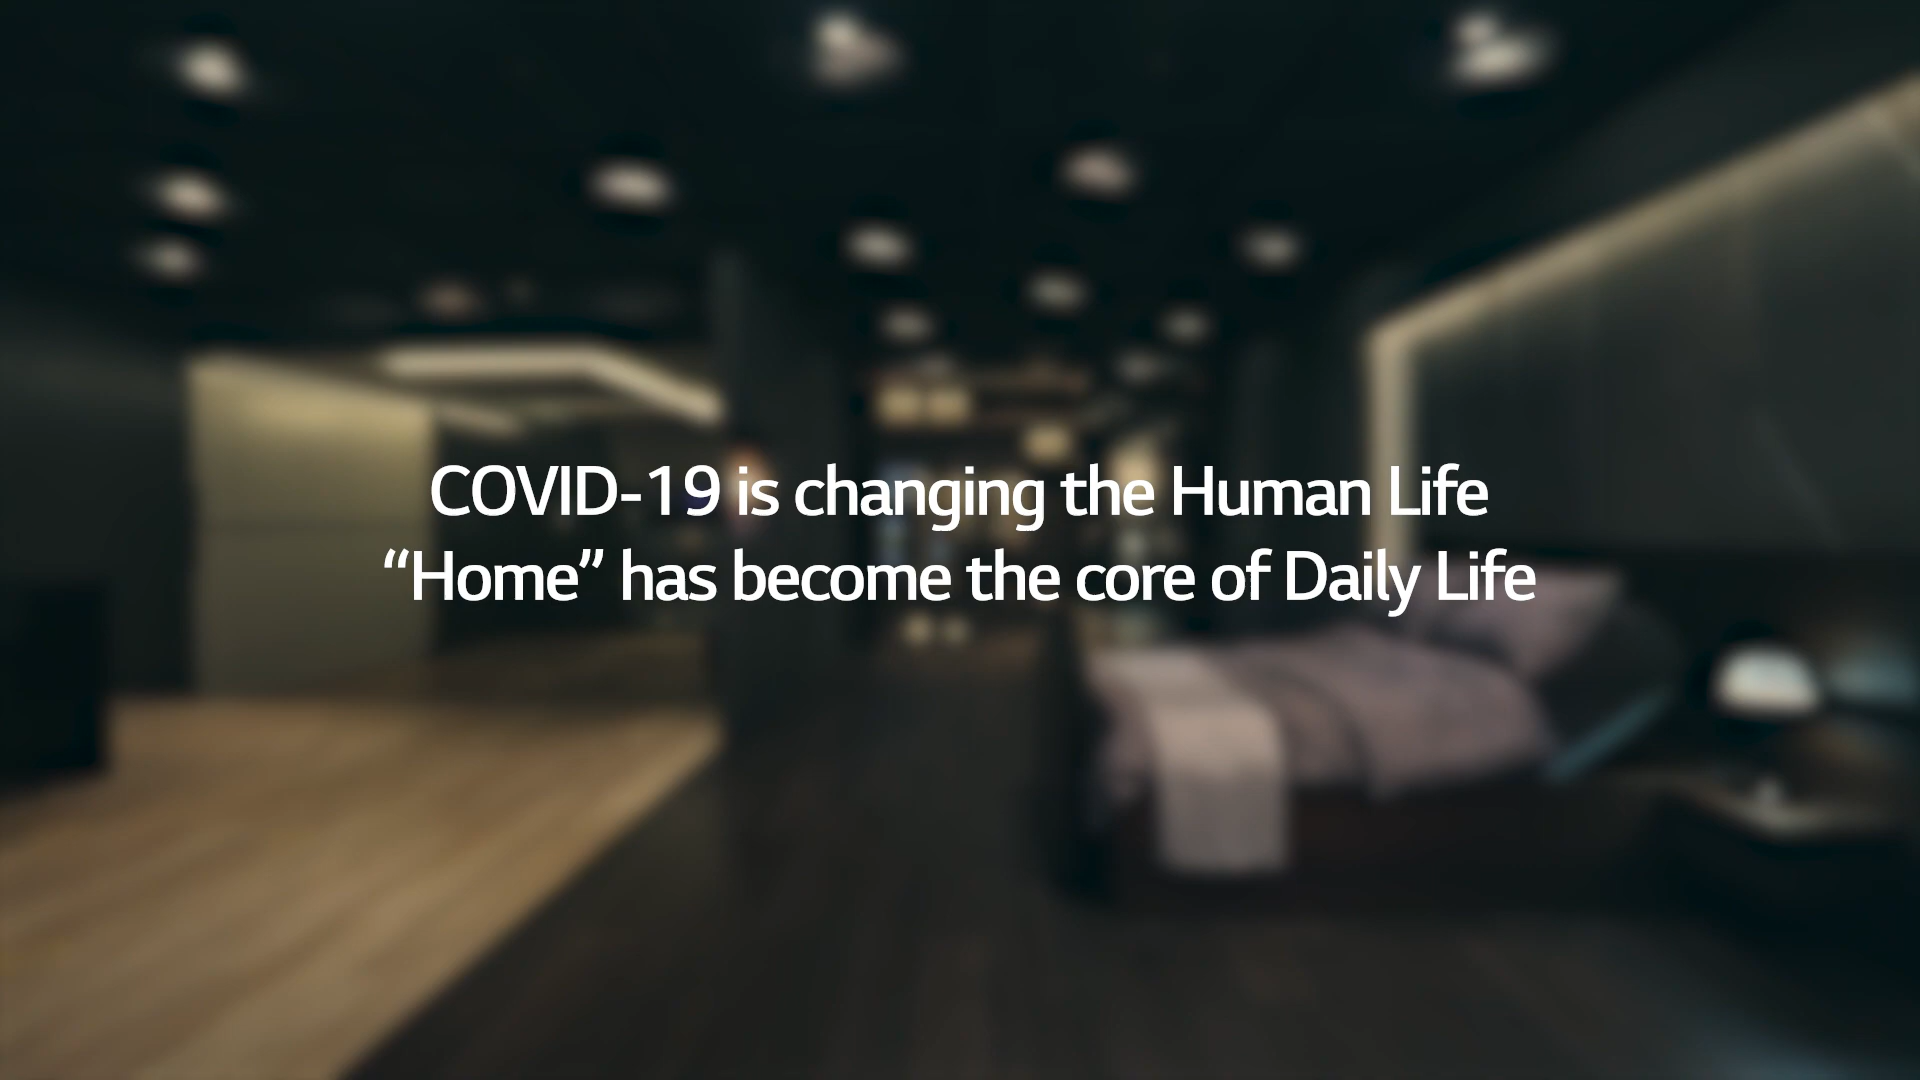 COVID-19 is changing the Human Life
“Home” has become the core of Daily Life